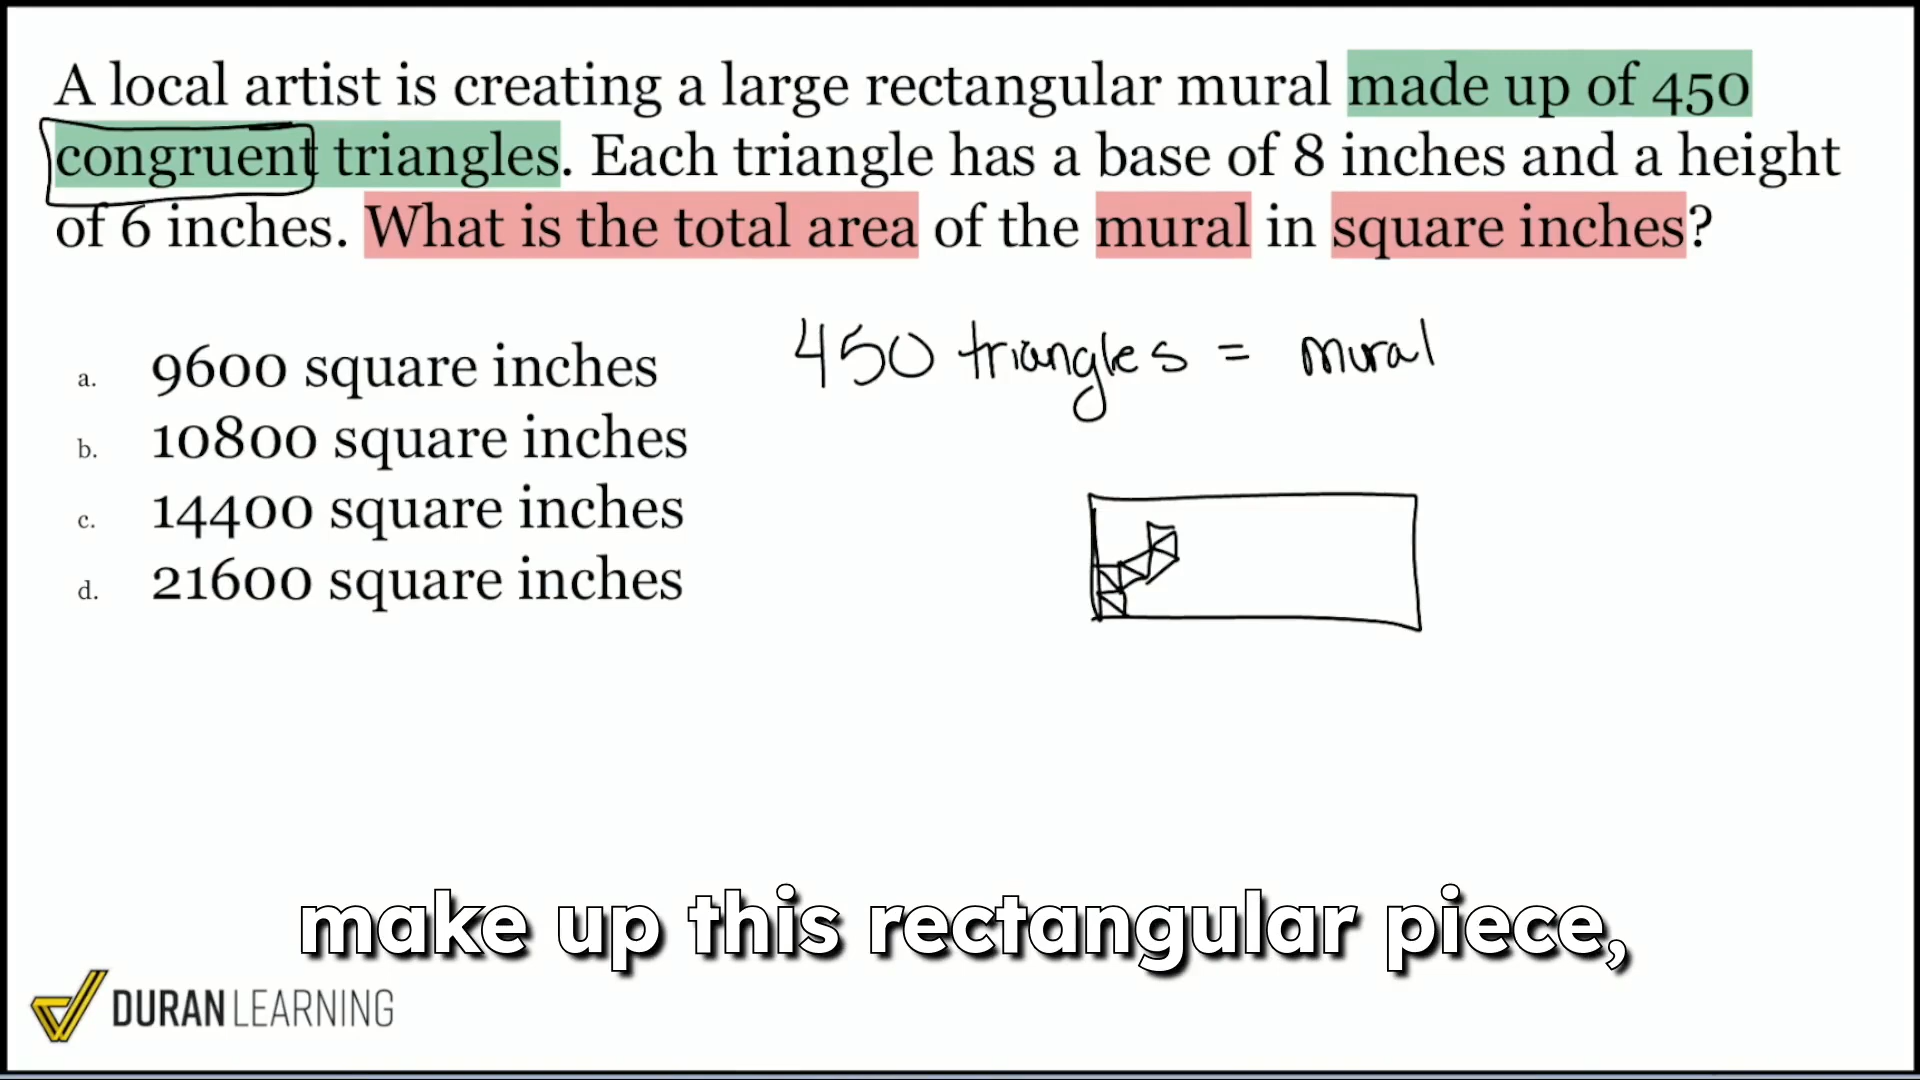 A local artist is creating a large rectangular mural made up of 450
congruent triangles. Each triangle has a base of 8 inches and a height
of 6 inches. What is the total area of the mural in square inches?
a. 9600 square inches
b. 10800 square inches
c. 14400 square inches
d. 21600 square inches
450 triangles = mural
make up this rectangular piece,
DURAN LEARNING